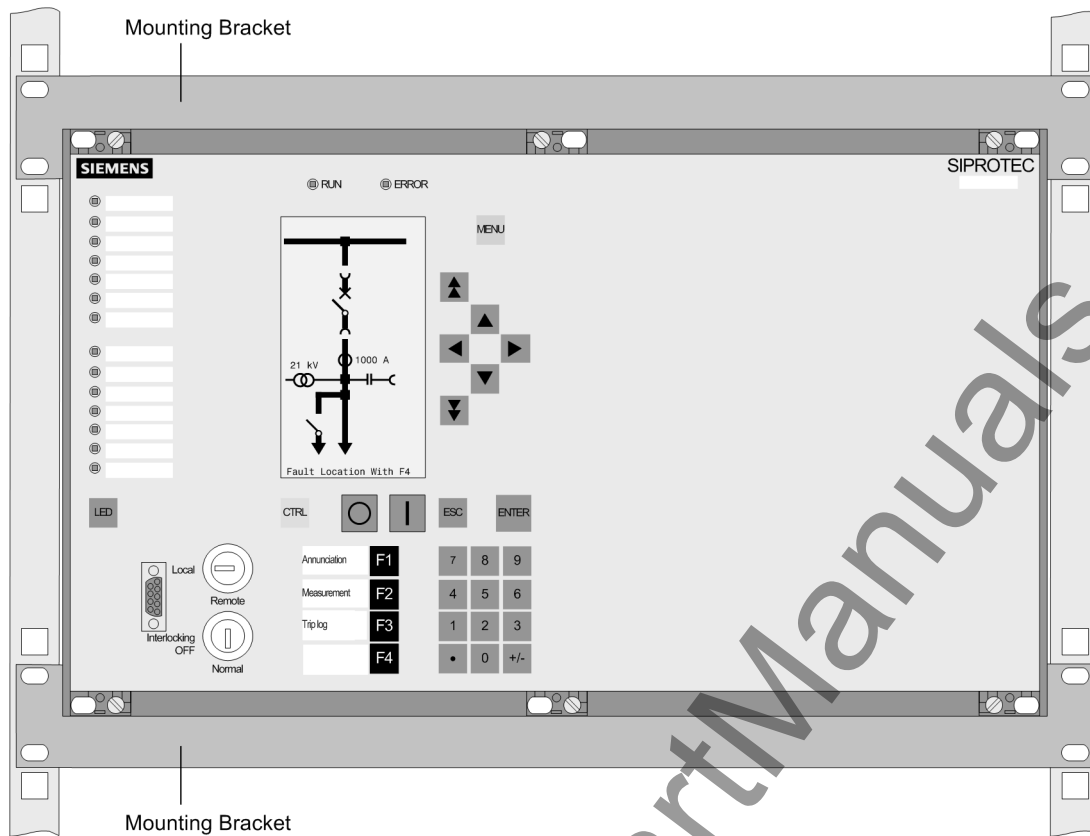 Mounting Bracket
SIEMENS
SIPROTEC
RUN
ERROR
MENU
21 kV
1000 A
Fault Location With F4
LED
CTRL
ESC
ENTER
Local
Remote
Interlocking
OFF
Normal
Annunciation F1
Measurement F2
Trip log F3
F4
7 8 9
4 5 6
1 2 3
• 0 +/-
Mounting Bracket